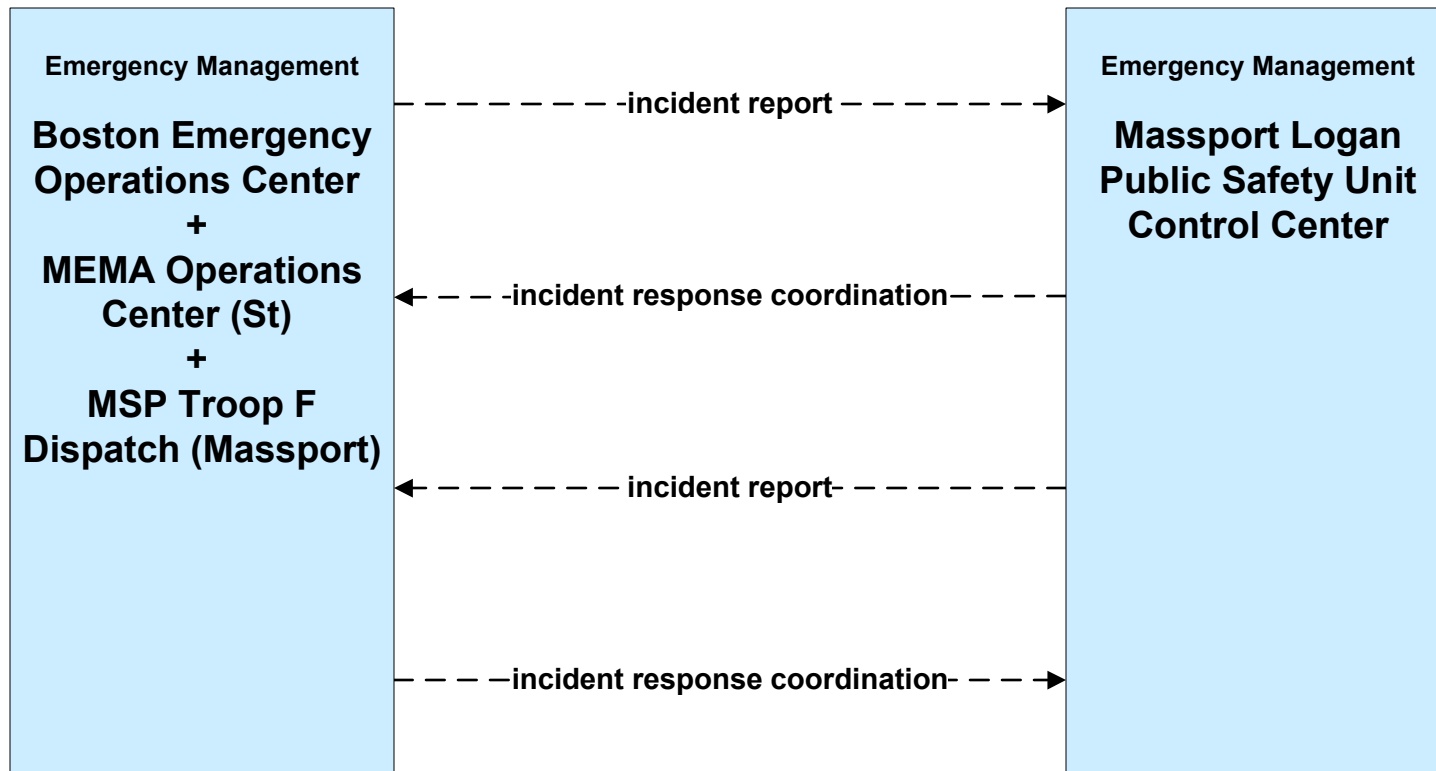 Emergency Management
Boston Emergency
Operations Center
+
MEMA Operations
Center (St)
+
MSP Troop F
Dispatch (Massport)
incident report
incident response coordination
incident report
incident response coordination
Emergency Management
Massport Logan
Public Safety Unit
Control Center